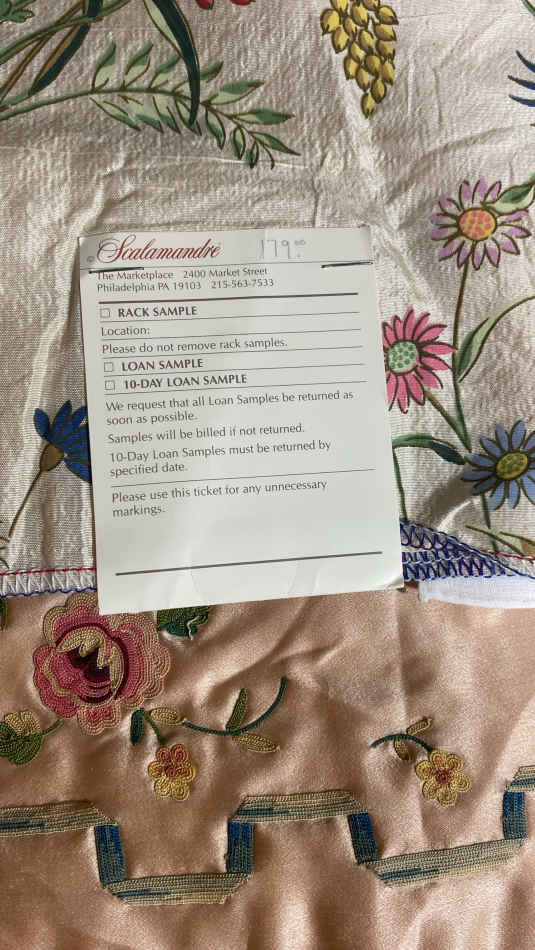 Scalamandré 179.00
The Marketplace 2400 Market Street
Philadelphia PA 19103 215-563-7533
RACK SAMPLE
Location:
Please do not remove rack samples.
LOAN SAMPLE
10-DAY LOAN SAMPLE
We request that all Loan Samples be returned as
soon as possible.
Samples will be billed if not returned.
10-Day Loan Samples must be returned by
specified date.
Please use this ticket for any unnecessary
markings.